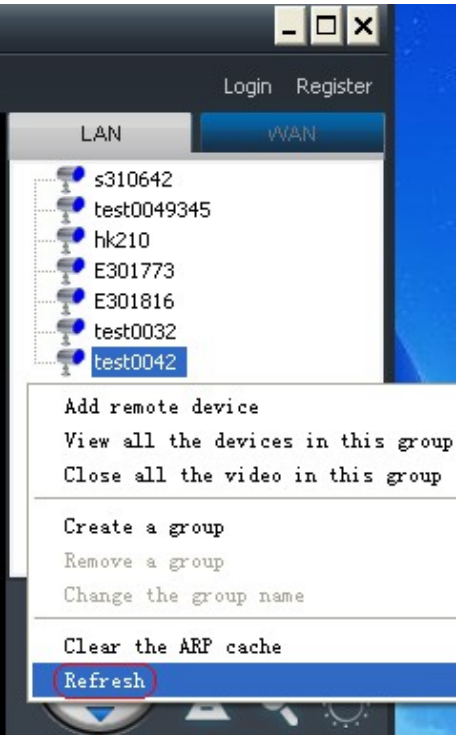 Login Register
LAN WAN
s310642
test0049345
hk210
E301773
E301816
test0032
test0042
Add remote device
View all the devices in this group
Close all the video in this group
Create a group
Remove a group
Change the group name
Clear the ARP cache
Refresh